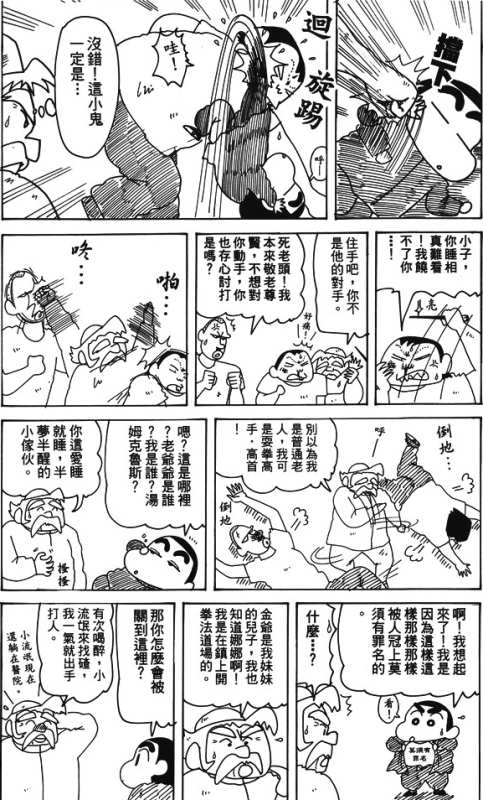 擋下
迴旋踢
呼
哇！
沒錯！這小鬼
一定是…
小子，
你睡相
真難看
！我饒
不了你
…！
亮
住手吧，你不
是他的對手。
好痛！
死老頭！我
本來敬老尊
賢，不想對
你動手，你
也存心討打
是嗎？
啪…
咚…
倒地
呼
別以為我
是普通老
人，我可
是耍拳高
手．高首
！
倒地
嗯？這是哪裡
？老爺爺是誰
？我是誰？湯
姆克魯斯？
你這愛睡
就睡，半
夢半醒的
小傢伙。
搔搔
啊！我想起
來了！我是
因為這樣這
樣那樣那樣
被人冠上莫
須有罪名的
看！
莫須有
罪名
什麼…？
金爺是我妹妹
的兒子，我也
知道娜娜啊！
我是在鎮上開
拳法道場的。
那你怎麼會被
關到這裡？
有次喝醉，小
流氓來找碴，
我一氣就出手
打人。
小流氓現在
還躺在醫院。